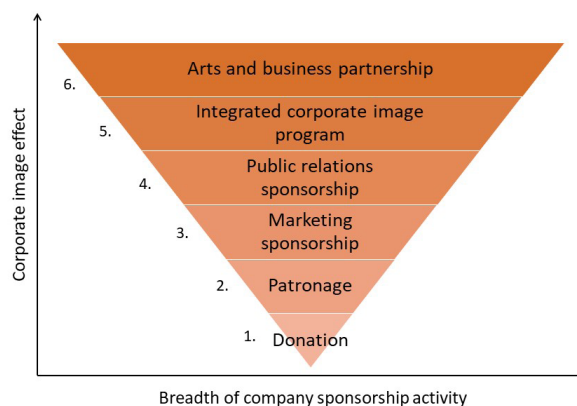 Corporate image effect
6.
Arts and business partnership
5.
Integrated corporate image
program
4.
Public relations
sponsorship
3.
Marketing
sponsorship
2.
Patronage
1.
Donation
Breadth of company sponsorship activity